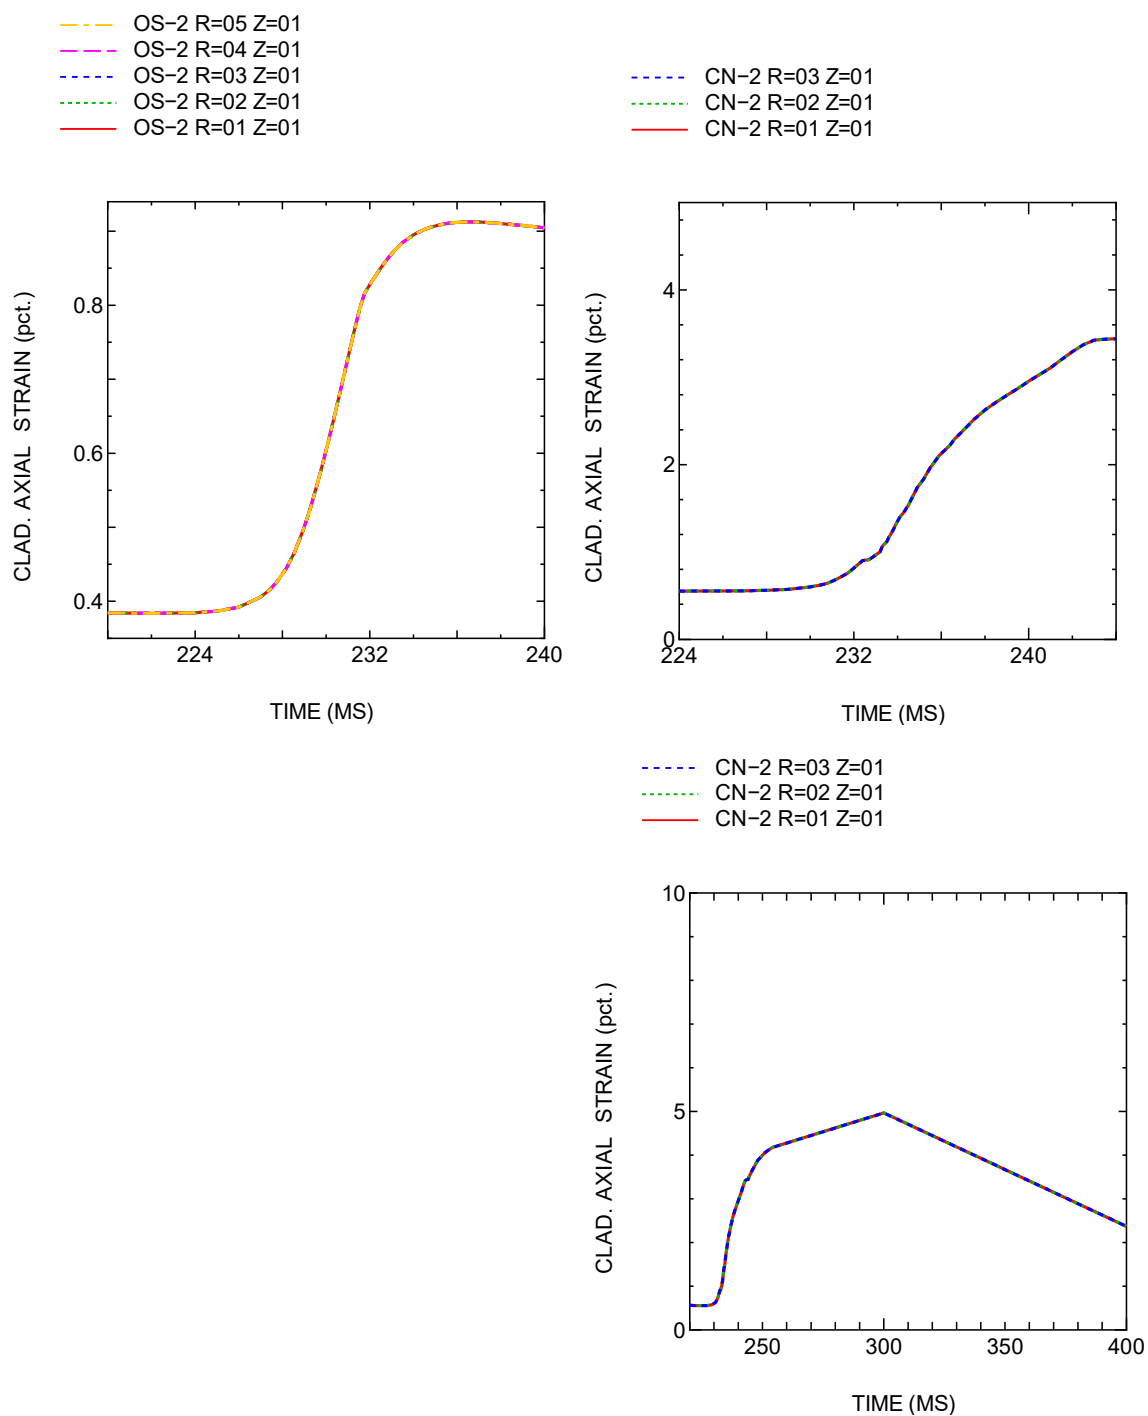 OS−2 R=05 Z=01
OS−2 R=04 Z=01
OS−2 R=03 Z=01
OS−2 R=02 Z=01
OS−2 R=01 Z=01
CLAD. AXIAL STRAIN (pct.)
0.8
0.6
0.4
224 232 240
TIME (MS)
CN−2 R=03 Z=01
CN−2 R=02 Z=01
CN−2 R=01 Z=01
CLAD. AXIAL STRAIN (pct.)
4
2
0
224 232 240
TIME (MS)
CN−2 R=03 Z=01
CN−2 R=02 Z=01
CN−2 R=01 Z=01
CLAD. AXIAL STRAIN (pct.)
10
5
0
250 300 350 400
TIME (MS)